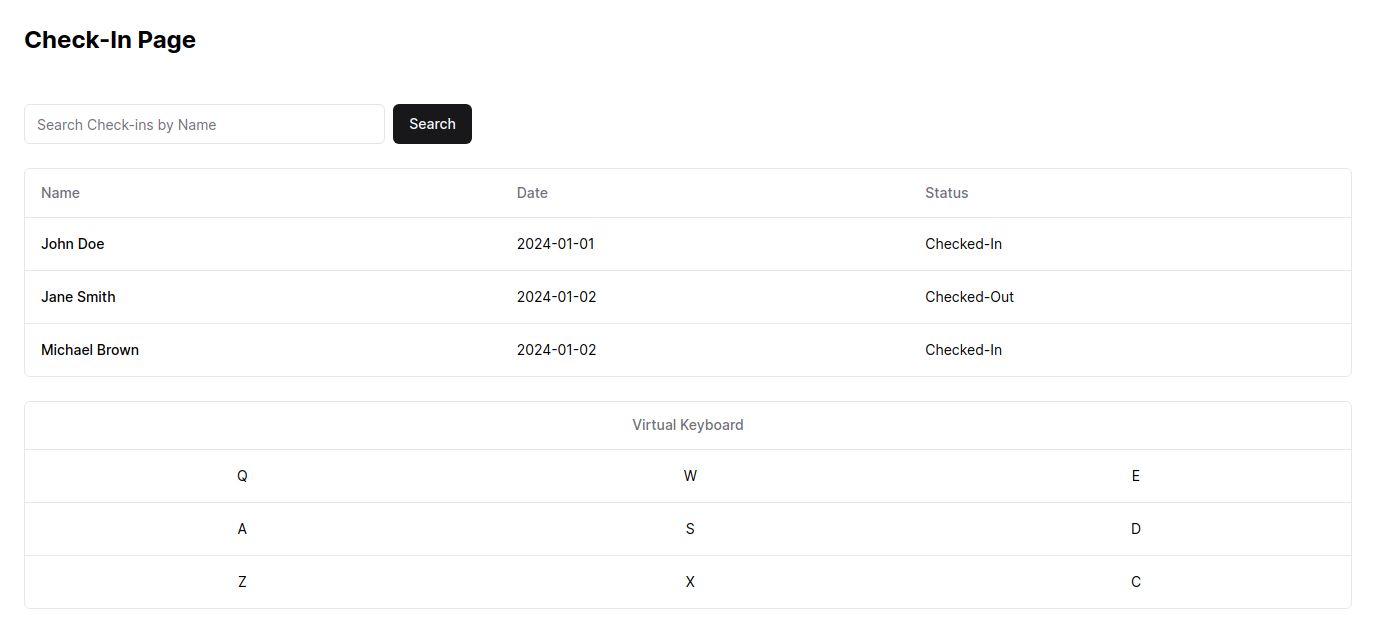 Check-In Page
Search Check-ins by Name Search
Name Date Status
John Doe 2024-01-01 Checked-In
Jane Smith 2024-01-02 Checked-Out
Michael Brown 2024-01-02 Checked-In
Virtual Keyboard
Q W E
A S D
Z X C